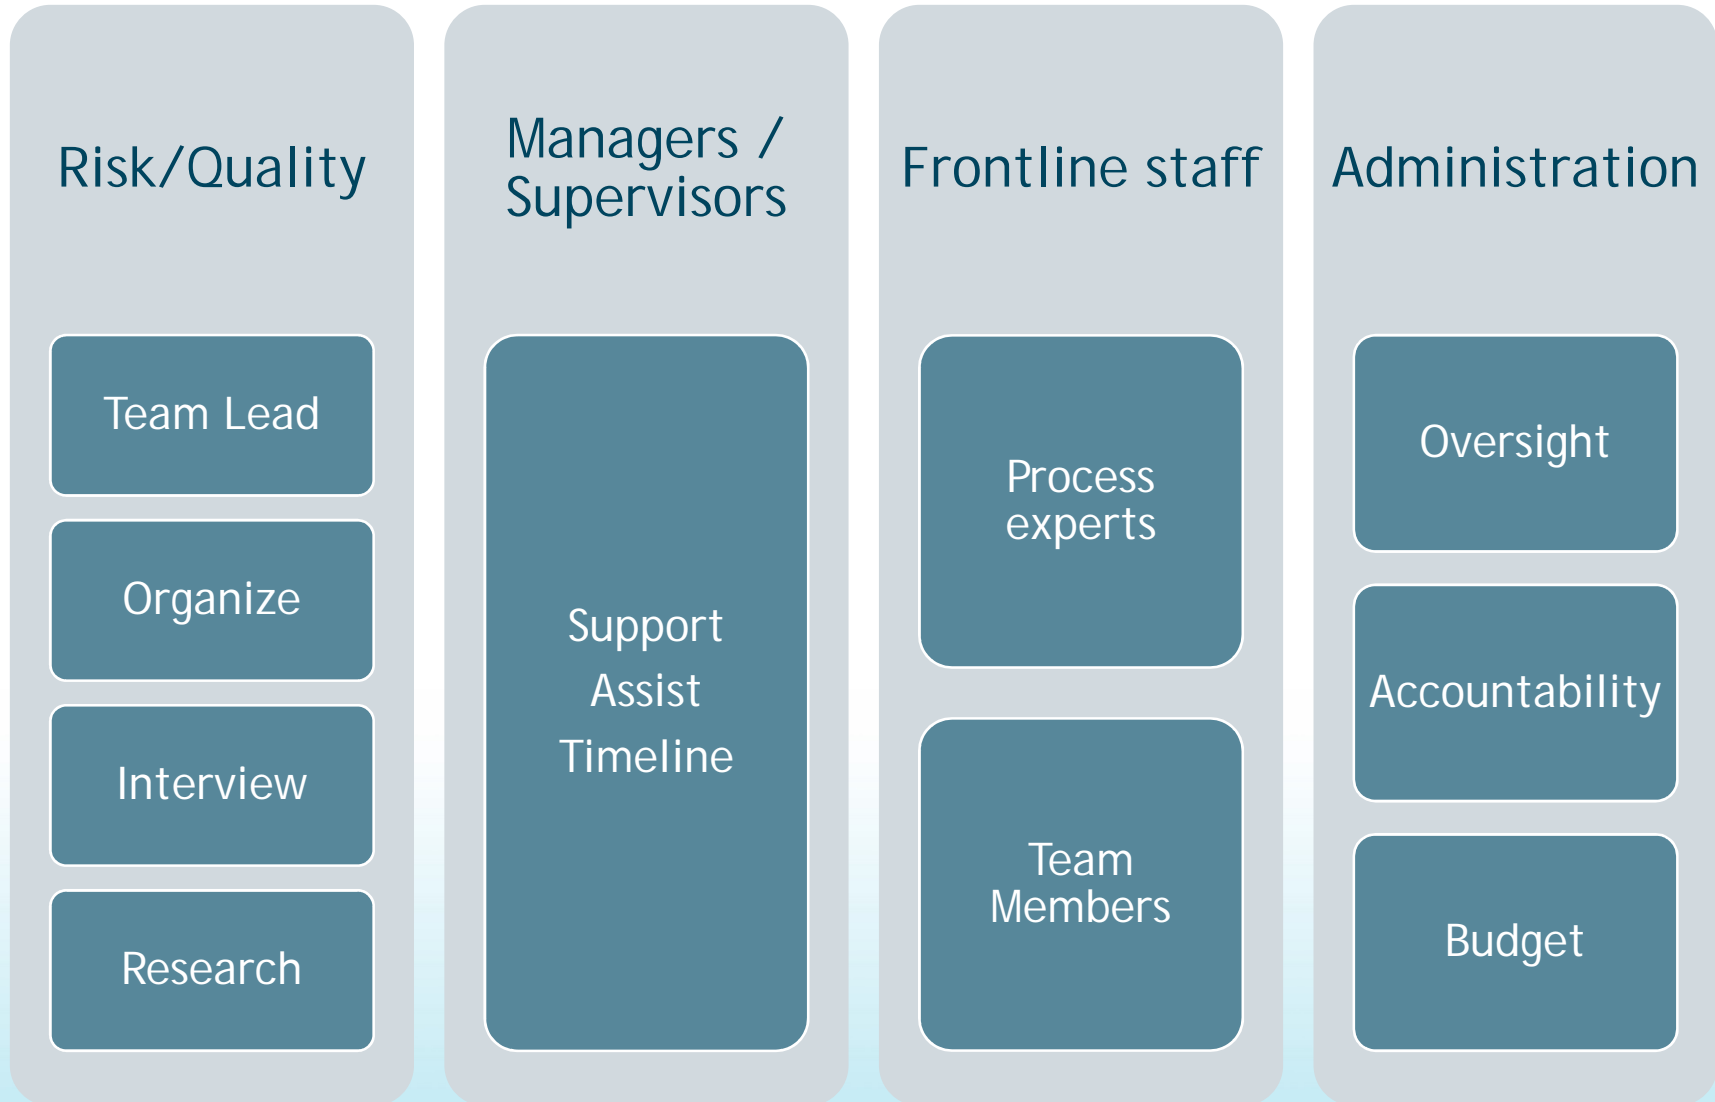 Risk/Quality
Team Lead
Organize
Interview
Research
Managers /
Supervisors
Support
Assist
Timeline
Frontline staff
Process
experts
Team
Members
Administration
Oversight
Accountability
Budget